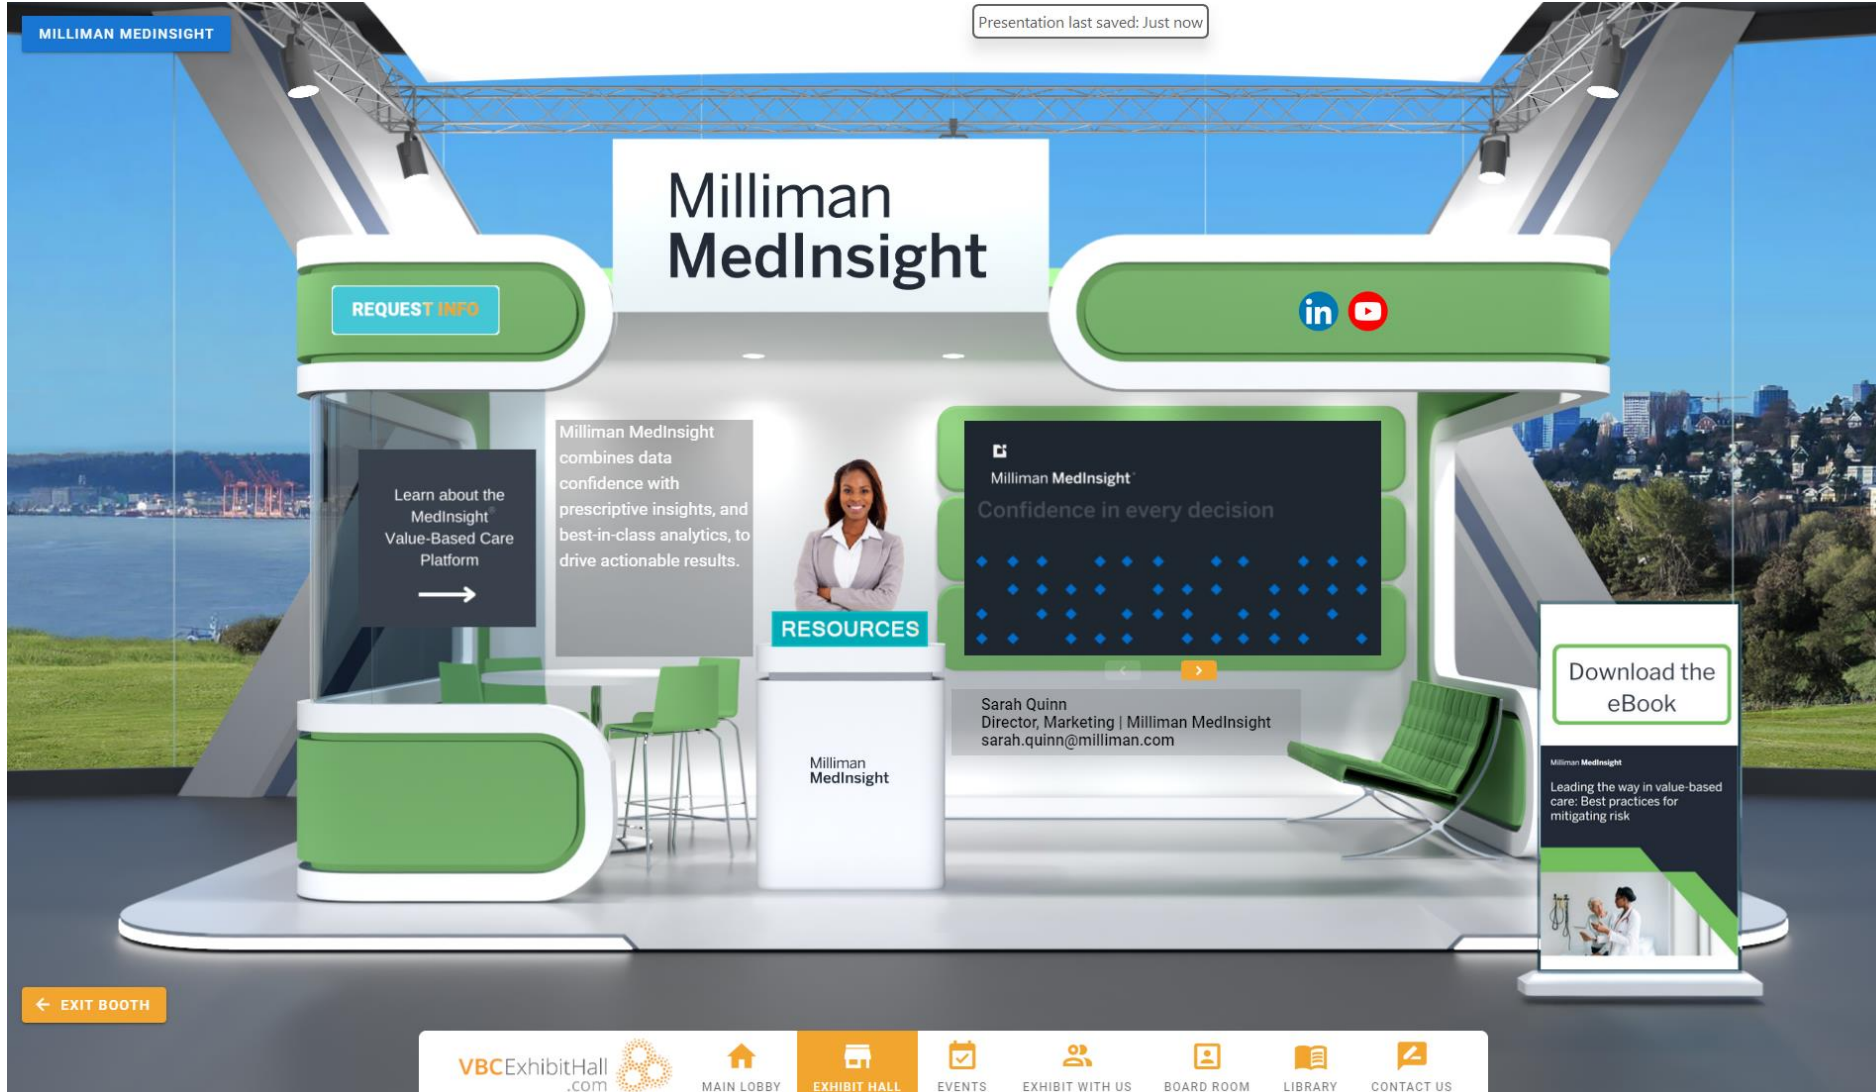 MILLIMAN MEDINSIGHT
Presentation last saved: Just now
Milliman
MedInsight
REQUEST INFO
in
Learn about the
MedInsight®
Value-Based Care
Platform
Milliman MedInsight
combines data
confidence with
prescriptive insights, and
best-in-class analytics, to
drive actionable results.
RESOURCES
Milliman
MedInsight
Milliman MedInsight
Confidence in every decision
Sarah Quinn
Director, Marketing | Milliman MedInsight
sarah.quinn@milliman.com
Download the
eBook
Milliman MedInsight
Leading the way in value-based
care: Best practices for
mitigating risk
EXIT BOOTH
VBCExhibitHall
.com
MAIN LOBBY
EXHIBIT HALL
EVENTS
EXHIBIT WITH US
BOARD ROOM
LIBRARY
CONTACT US